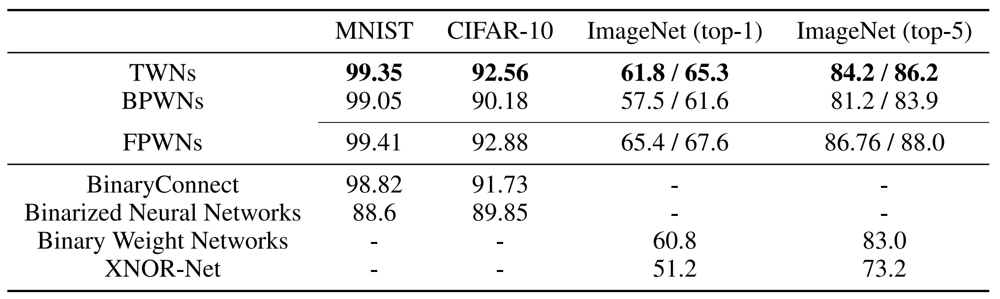 MNIST CIFAR-10 ImageNet (top-1) ImageNet (top-5)
TWNs 99.35 92.56 61.8 / 65.3 84.2 / 86.2
BPWNs 99.05 90.18 57.5 / 61.6 81.2 / 83.9
FPWNs 99.41 92.88 65.4 / 67.6 86.76 / 88.0
BinaryConnect 98.82 91.73 - -
Binarized Neural Networks 88.6 89.85 - -
Binary Weight Networks - - 60.8 83.0
XNOR-Net - - 51.2 73.2